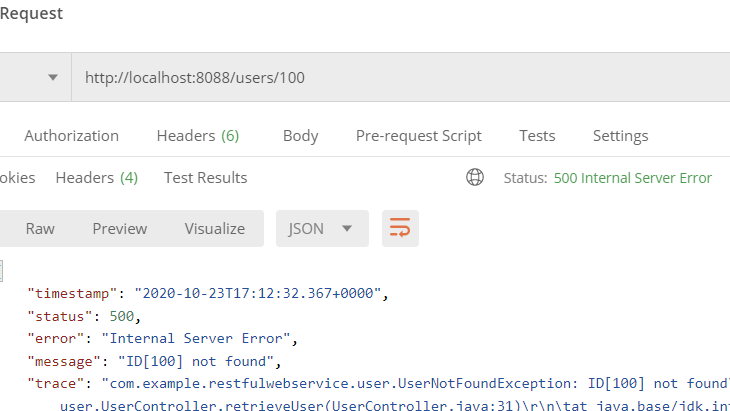 Request
http://localhost:8088/users/100
Authorization Headers (6) Body Pre-request Script Tests Settings
okies Headers (4) Test Results Status: 500 Internal Server Error
Raw Preview Visualize JSON
"timestamp": "2020-10-23T17:12:32.367+0000",
"status": 500,
"error": "Internal Server Error",
"message": "ID[100] not found",
"trace": "com.example.restfulwebservice.user.UserNotFoundException: ID[100] not found
user.UserController.retrieveUser(UserController.java:31)\r\n\tat java.base/jdk.int